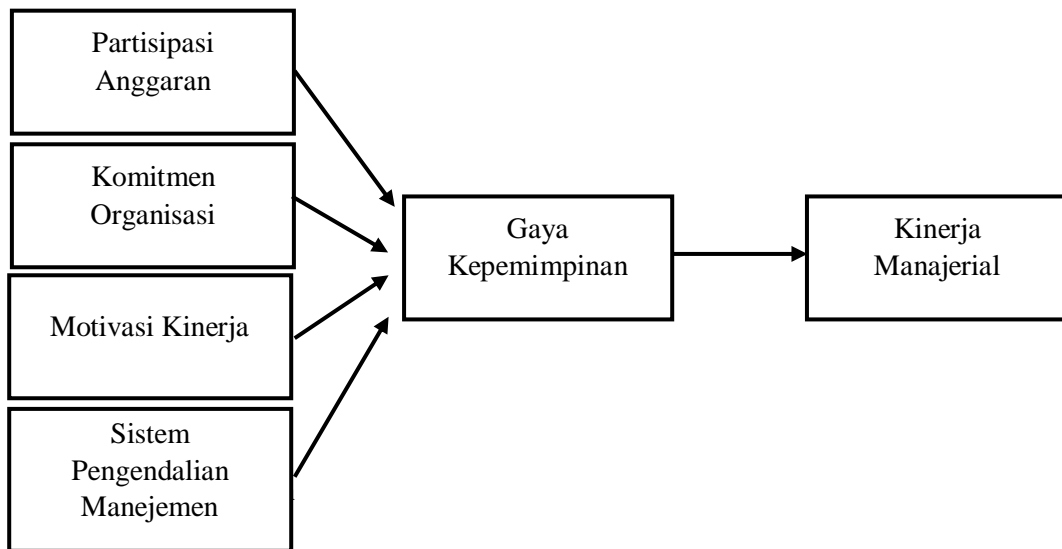 Partisipasi
Anggaran
Komitmen
Organisasi
Motivasi Kinerja
Sistem
Pengendalian
Manejemen
Gaya
Kepemimpinan
Kinerja
Manajerial